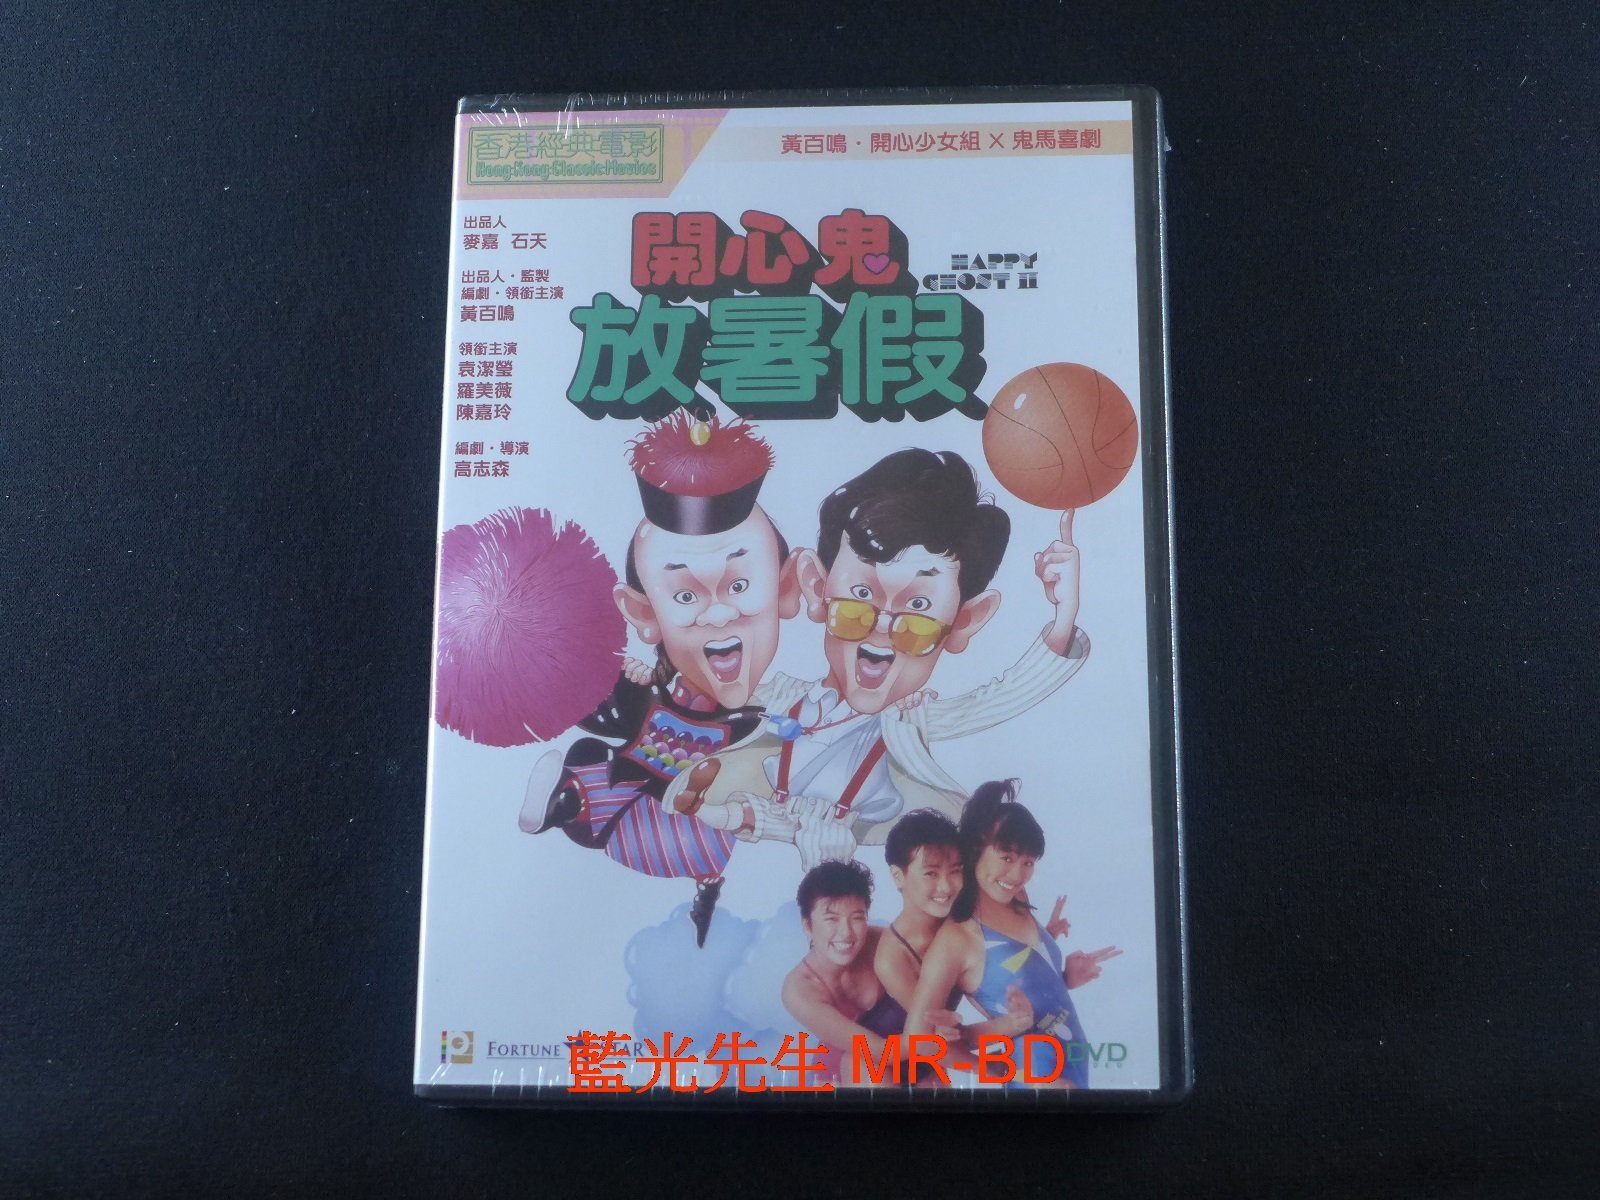 香港經典電影
Hong Kong Classic Movies
黃百鳴・開心少女組×鬼馬喜劇
出品人
麥嘉 石天
出品人・監製
編劇・領銜主演
黃百鳴
領銜主演
袁潔瑩
羅美薇
陳嘉玲
編劇・導演
高志森
開心鬼
放暑假
HAPPY
GHOST II
FORTUNE STAR
藍光先生 MR-BD
DVD